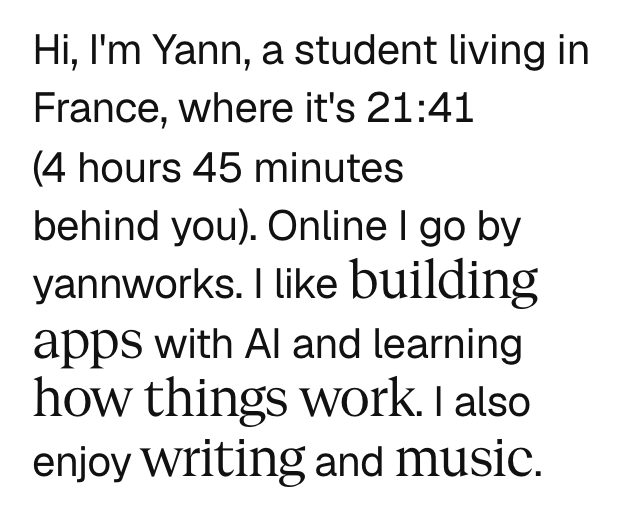 Hi, I'm Yann, a student living in
France, where it's 21:41
(4 hours 45 minutes
behind you). Online I go by
yannworks. I like building
apps with AI and learning
how things work. I also
enjoy writing and music.